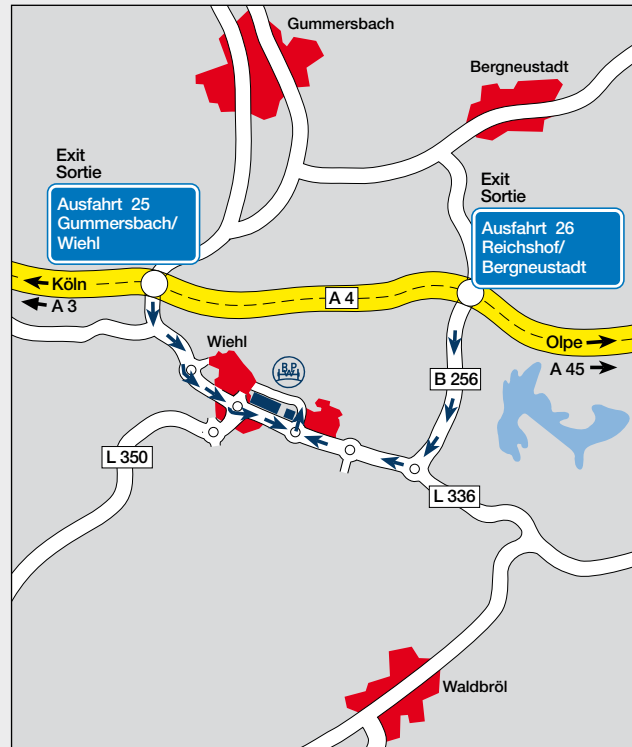 Gummersbach
Bergneustadt
Exit
Sortie
Ausfahrt 25
Gummersbach/
Wiehl
Exit
Sortie
Ausfahrt 26
Reichshof/
Bergneustadt
Köln
A 3
A 4
Olpe
A 45
Wiehl
BPW
B 256
L 350
L 336
Waldbröl